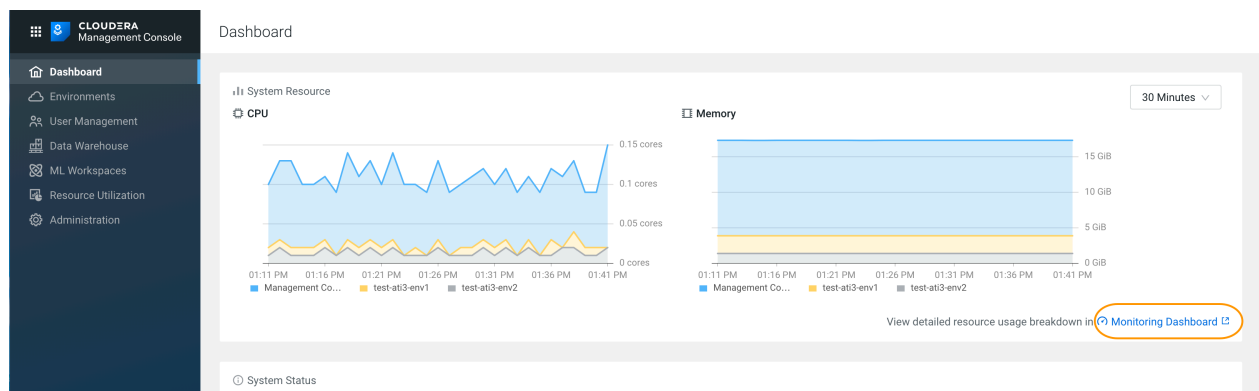 CLOUDERA
Management Console
Dashboard
Dashboard
Environments
User Management
Data Warehouse
ML Workspaces
Resource Utilization
Administration
System Resource
30 Minutes
CPU
0.15 cores
0.1 cores
0.05 cores
0 cores
01:11 PM 01:16 PM 01:21 PM 01:26 PM 01:31 PM 01:36 PM 01:41 PM
Management Co... test-ati3-env1 test-ati3-env2
Memory
15 GiB
10 GiB
5 GiB
0 GiB
01:11 PM 01:16 PM 01:21 PM 01:26 PM 01:31 PM 01:36 PM 01:41 PM
Management Co... test-ati3-env1 test-ati3-env2
View detailed resource usage breakdown in Monitoring Dashboard
System Status